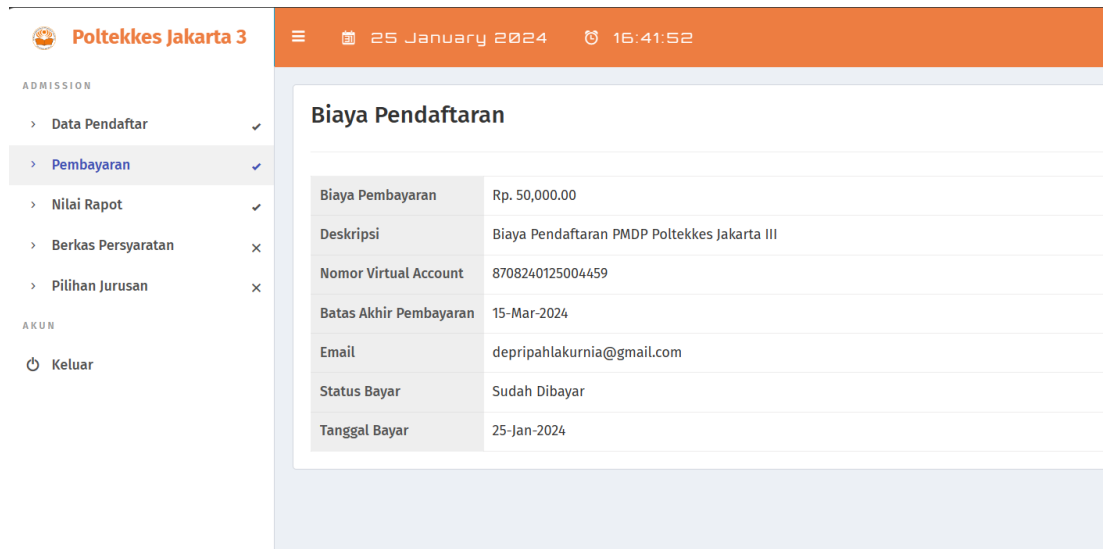 Poltekkes Jakarta 3
25 January 2024 16:41:52
ADMISSION
Data Pendaftar
Pembayaran
Nilai Rapot
Berkas Persyaratan
Pilihan Jurusan
AKUN
Keluar
Biaya Pendaftaran
Biaya Pembayaran Rp. 50,000.00
Deskripsi Biaya Pendaftaran PMDP Poltekkes Jakarta III
Nomor Virtual Account 8708240125004459
Batas Akhir Pembayaran 15-Mar-2024
Email depripahlakurnia@gmail.com
Status Bayar Sudah Dibayar
Tanggal Bayar 25-Jan-2024